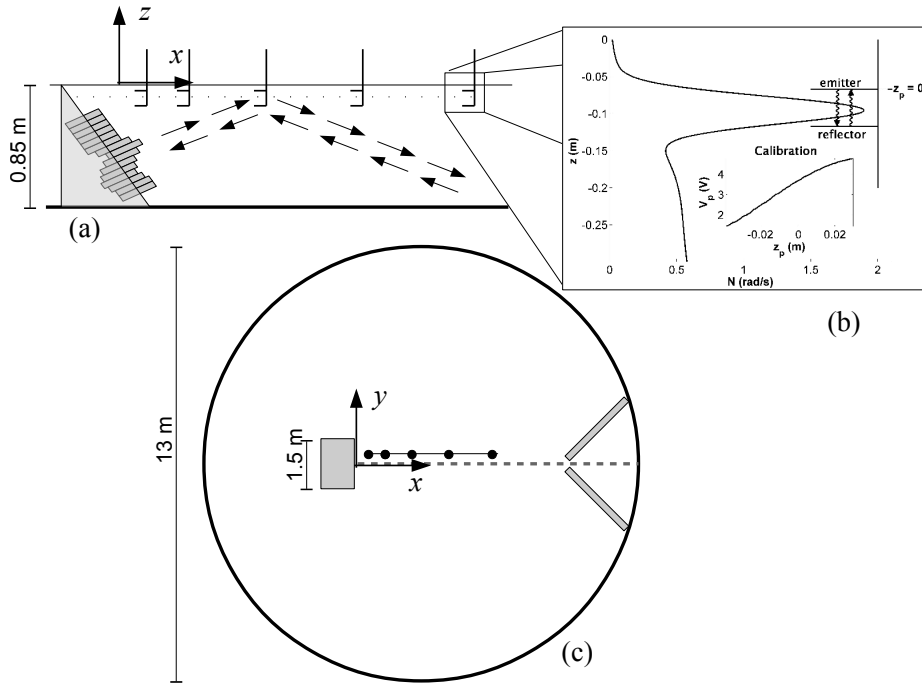 z
x
0.85 m
(a)
0
-0.05
-0.1
-0.15
-0.2
-0.25
z (m)
emitter
-z_p = 0
reflector
Calibration
4
3
2
V_p (V)
-0.02
0
0.02
z_p (m)
0
0.5
1
1.5
2
N (rad/s)
(b)
13 m
1.5 m
y
x
(c)